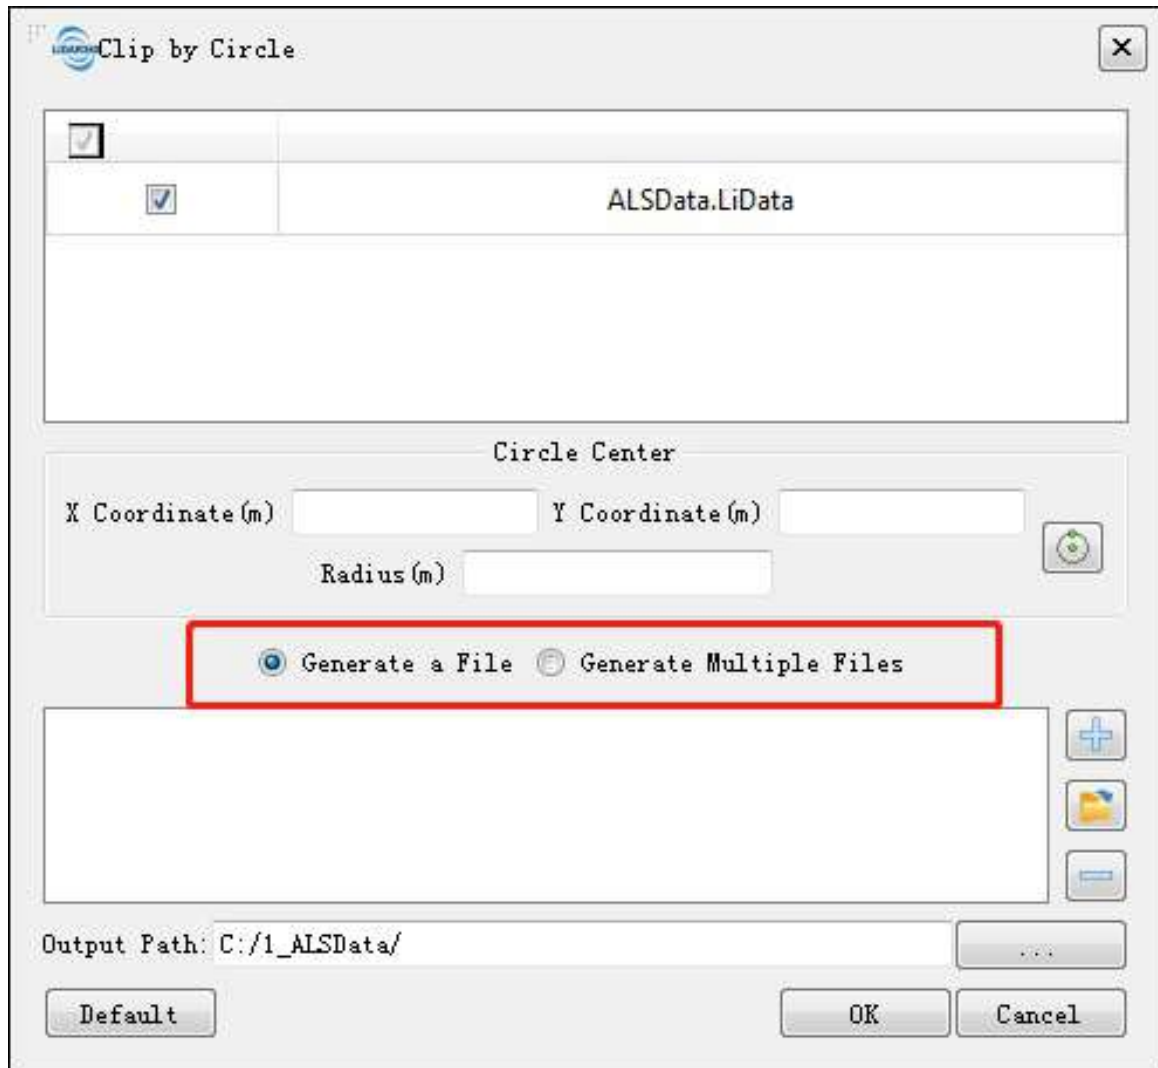 Clip by Circle
ALSData.LiData
Circle Center
X Coordinate(m) Y Coordinate(m)
Radius(m)
Generate a File Generate Multiple Files
Output Path: C:/1_ALSData/ ...
Default OK Cancel